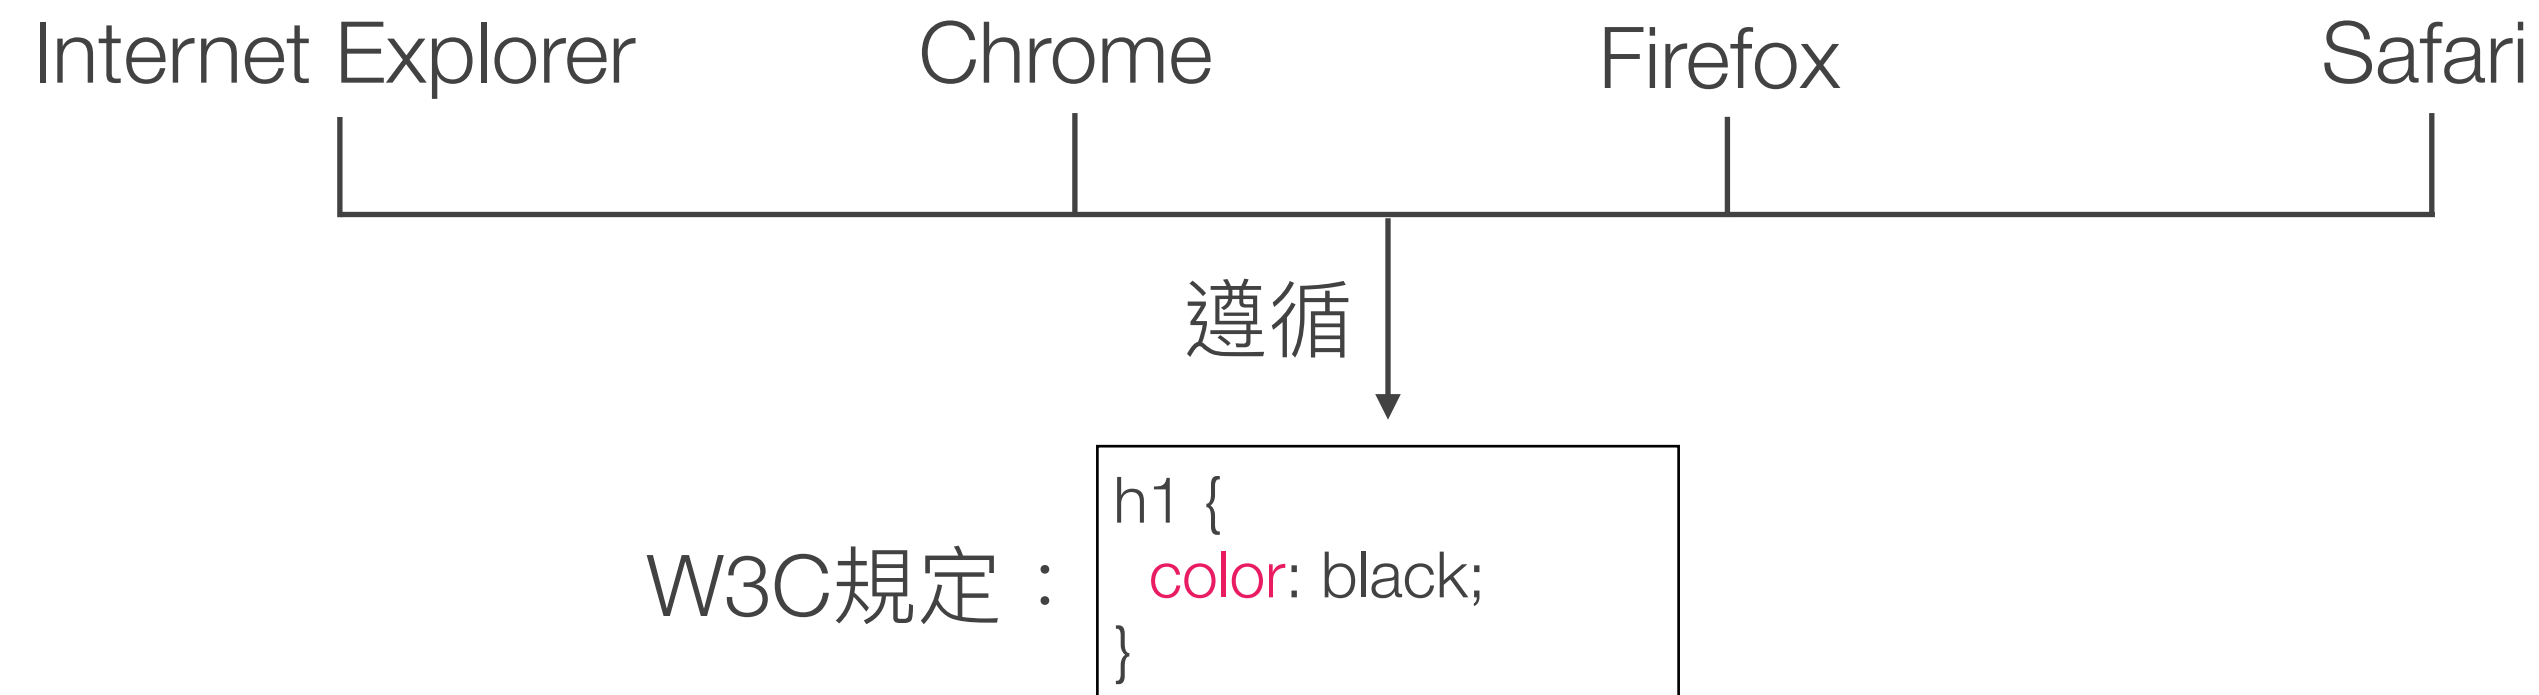 Internet Explorer Chrome Firefox Safari
遵循
W3C規定：
h1 {
color: black;
}